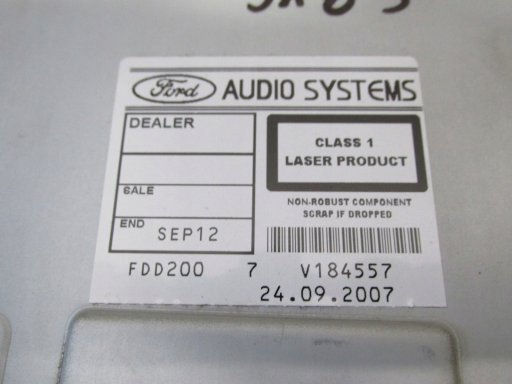 Ford AUDIO SYSTEMS
DEALER
CLASS 1
LASER PRODUCT
SALE
NON-ROBUST COMPONENT
SCRAP IF DROPPED
END SEP12
FDD200 7 V184557
24.09.2007